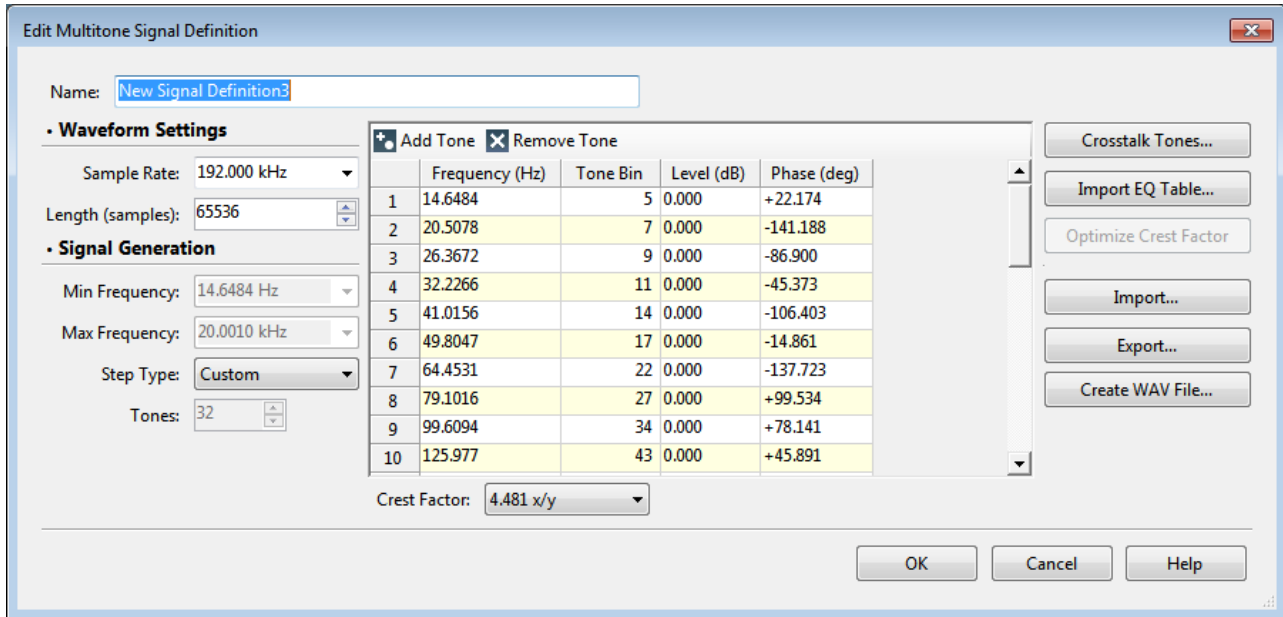 Edit Multitone Signal Definition
Name: New Signal Definition3
• Waveform Settings
Sample Rate: 192.000 kHz
Length (samples): 65536
• Signal Generation
Min Frequency: 14.6484 Hz
Max Frequency: 20.0010 kHz
Step Type: Custom
Tones: 32
Add Tone Remove Tone
Frequency (Hz) Tone Bin Level (dB) Phase (deg)
1 14.6484 5 0.000 +22.174
2 20.5078 7 0.000 -141.188
3 26.3672 9 0.000 -86.900
4 32.2266 11 0.000 -45.373
5 41.0156 14 0.000 -106.403
6 49.8047 17 0.000 -14.861
7 64.4531 22 0.000 -137.723
8 79.1016 27 0.000 +99.534
9 99.6094 34 0.000 +78.141
10 125.977 43 0.000 +45.891
Crest Factor: 4.481 x/y
Crosstalk Tones...
Import EQ Table...
Optimize Crest Factor
Import...
Export...
Create WAV File...
OK Cancel Help